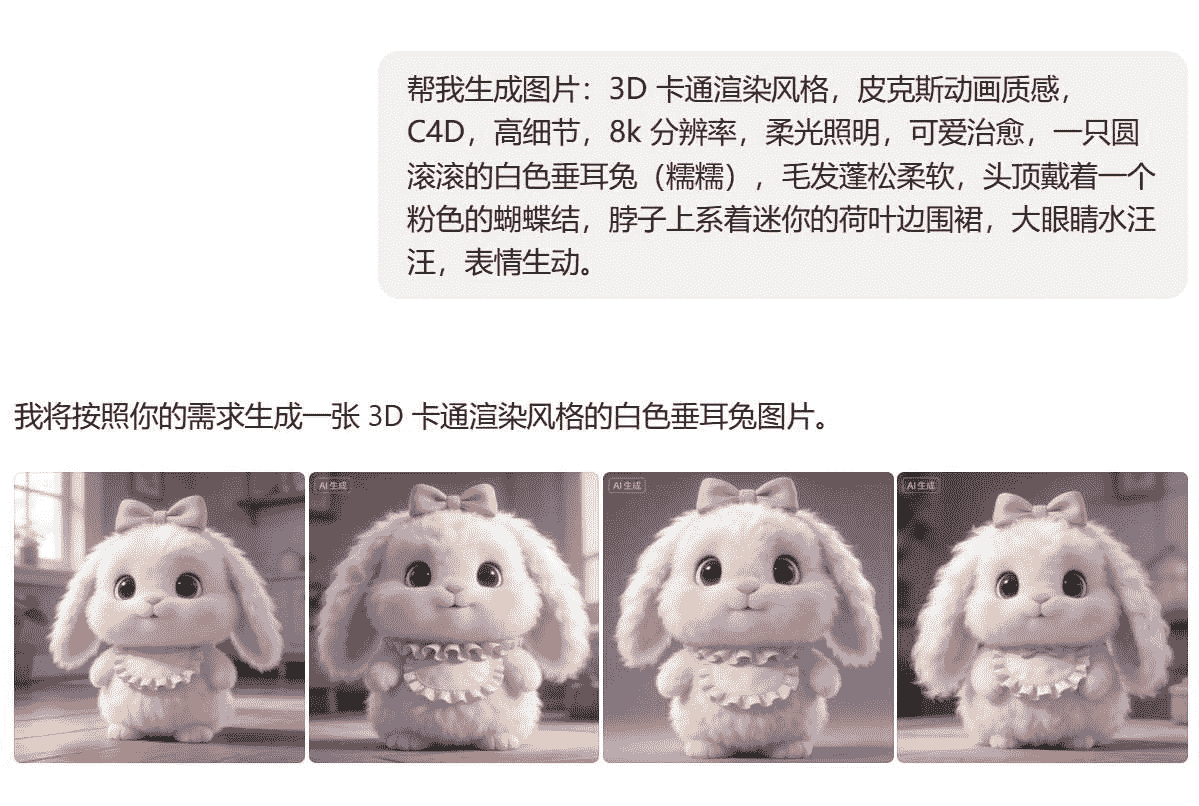 帮我生成图片：3D 卡通渲染风格，皮克斯动画质感，
C4D，高细节，8k 分辨率，柔光照明，可爱治愈，一只圆
滚滚的白色垂耳兔（糯糯），毛发蓬松柔软，头顶戴着一个
粉色的蝴蝶结，脖子上系着迷你的荷叶边围裙，大眼睛水汪
汪，表情生动。
我将按照你的需求生成一张 3D 卡通渲染风格的白色垂耳兔图片。
AI生成
AI生成
AI生成